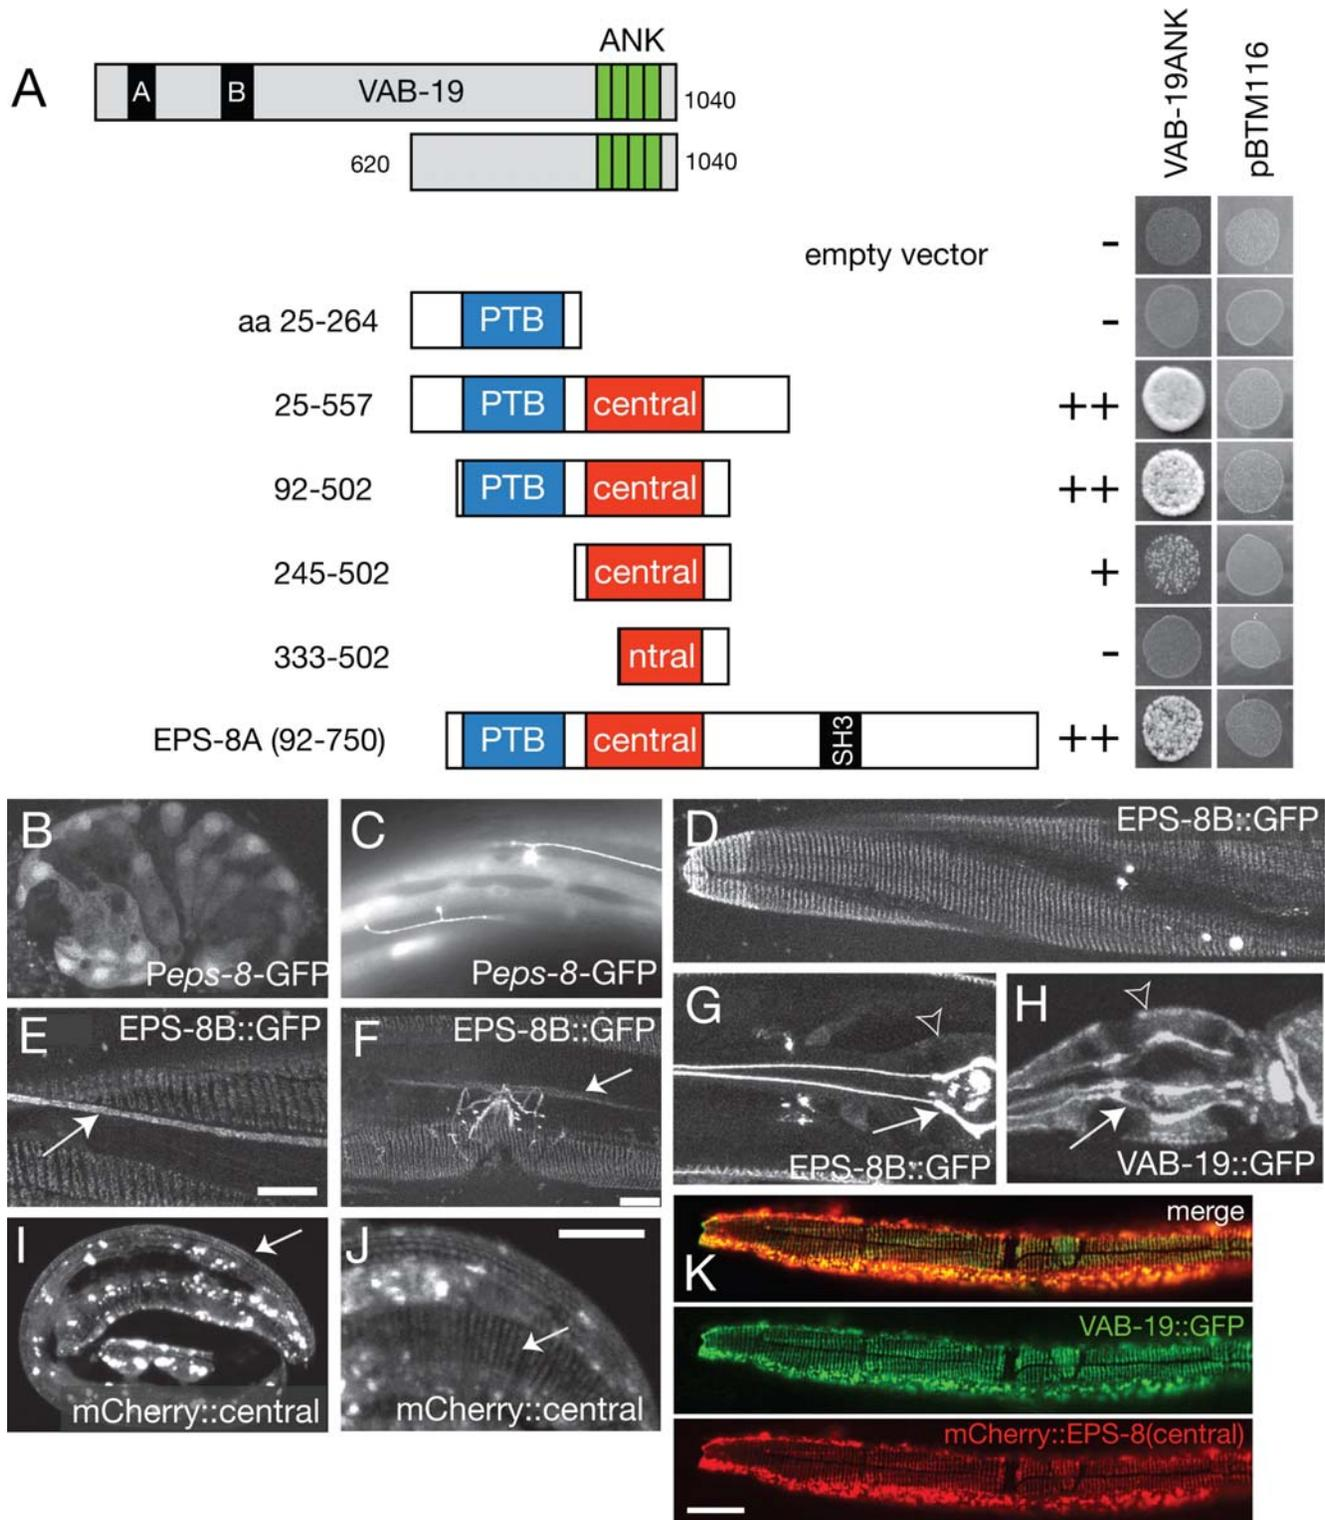 A
ANK
A
B
VAB-19
1040
620
1040
VAB-19ANK
pBTM116
empty vector
-
aa 25-264
PTB
-
25-557
PTB
central
++
92-502
PTB
central
++
245-502
central
+
333-502
ntral
-
EPS-8A (92-750)
PTB
central
SH3
++
B
Peps-8-GFP
C
Peps-8-GFP
D
EPS-8B::GFP
E
EPS-8B::GFP
F
EPS-8B::GFP
G
EPS-8B::GFP
H
VAB-19::GFP
I
mCherry::central
J
mCherry::central
K
merge
VAB-19::GFP
mCherry::EPS-8(central)